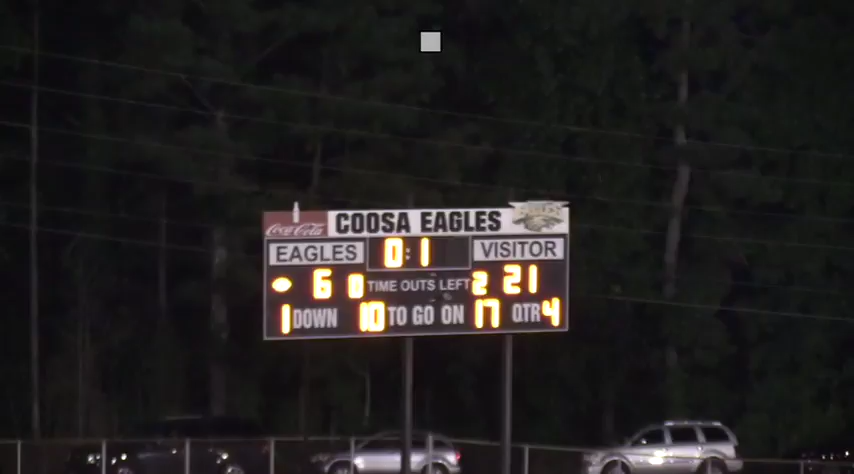 Coca-Cola COOSA EAGLES
EAGLES 0:1 VISITOR
6 0 TIME OUTS LEFT 2 21
1 DOWN 10 TO GO ON 17 QTR 4